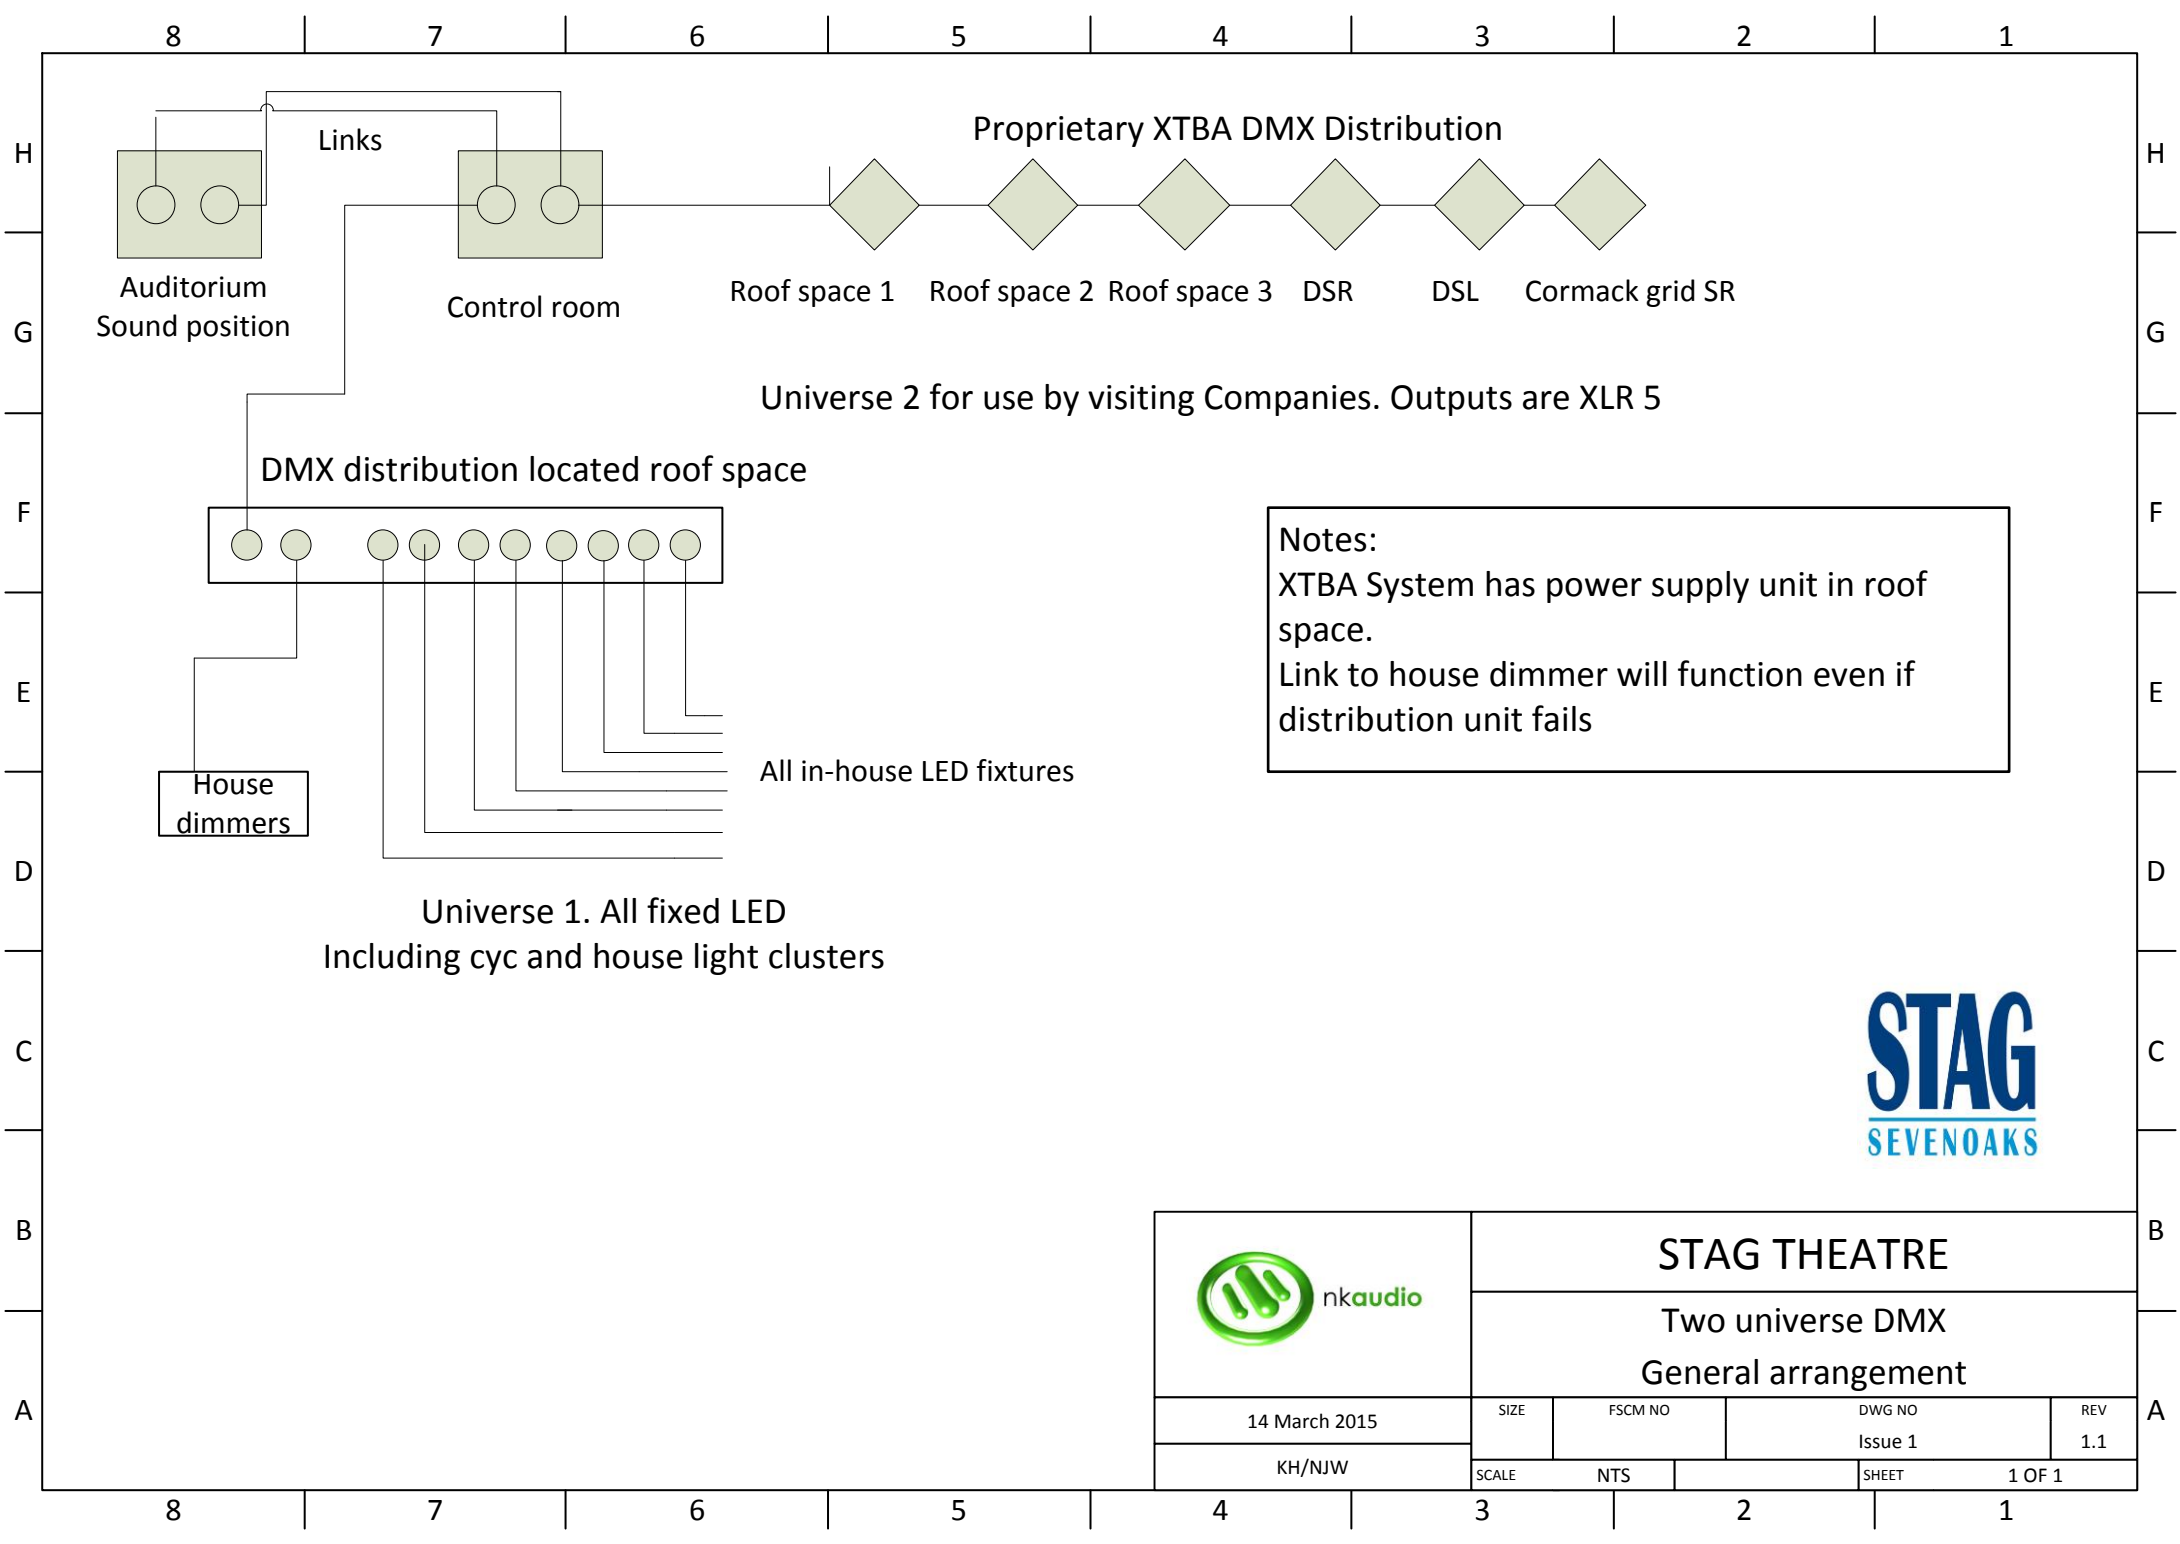 8 7 6 5 4 3 2 1
H H
Links
Proprietary XTBA DMX Distribution
Auditorium
Sound position
Control room
Roof space 1 Roof space 2 Roof space 3 DSR DSL Cormack grid SR
G G
Universe 2 for use by visiting Companies. Outputs are XLR 5
DMX distribution located roof space
F F
Notes:
XTBA System has power supply unit in roof
space.
Link to house dimmer will function even if
distribution unit fails
E E
All in-house LED fixtures
House
dimmers
D D
Universe 1. All fixed LED
Including cyc and house light clusters
C C
STAG
SEVENOAKS
B B
nkaudio
STAG THEATRE
Two universe DMX
General arrangement
A A
14 March 2015
KH/NJW
SIZE FSCM NO DWG NO REV
Issue 1 1.1
SCALE NTS SHEET 1 OF 1
8 7 6 5 4 3 2 1